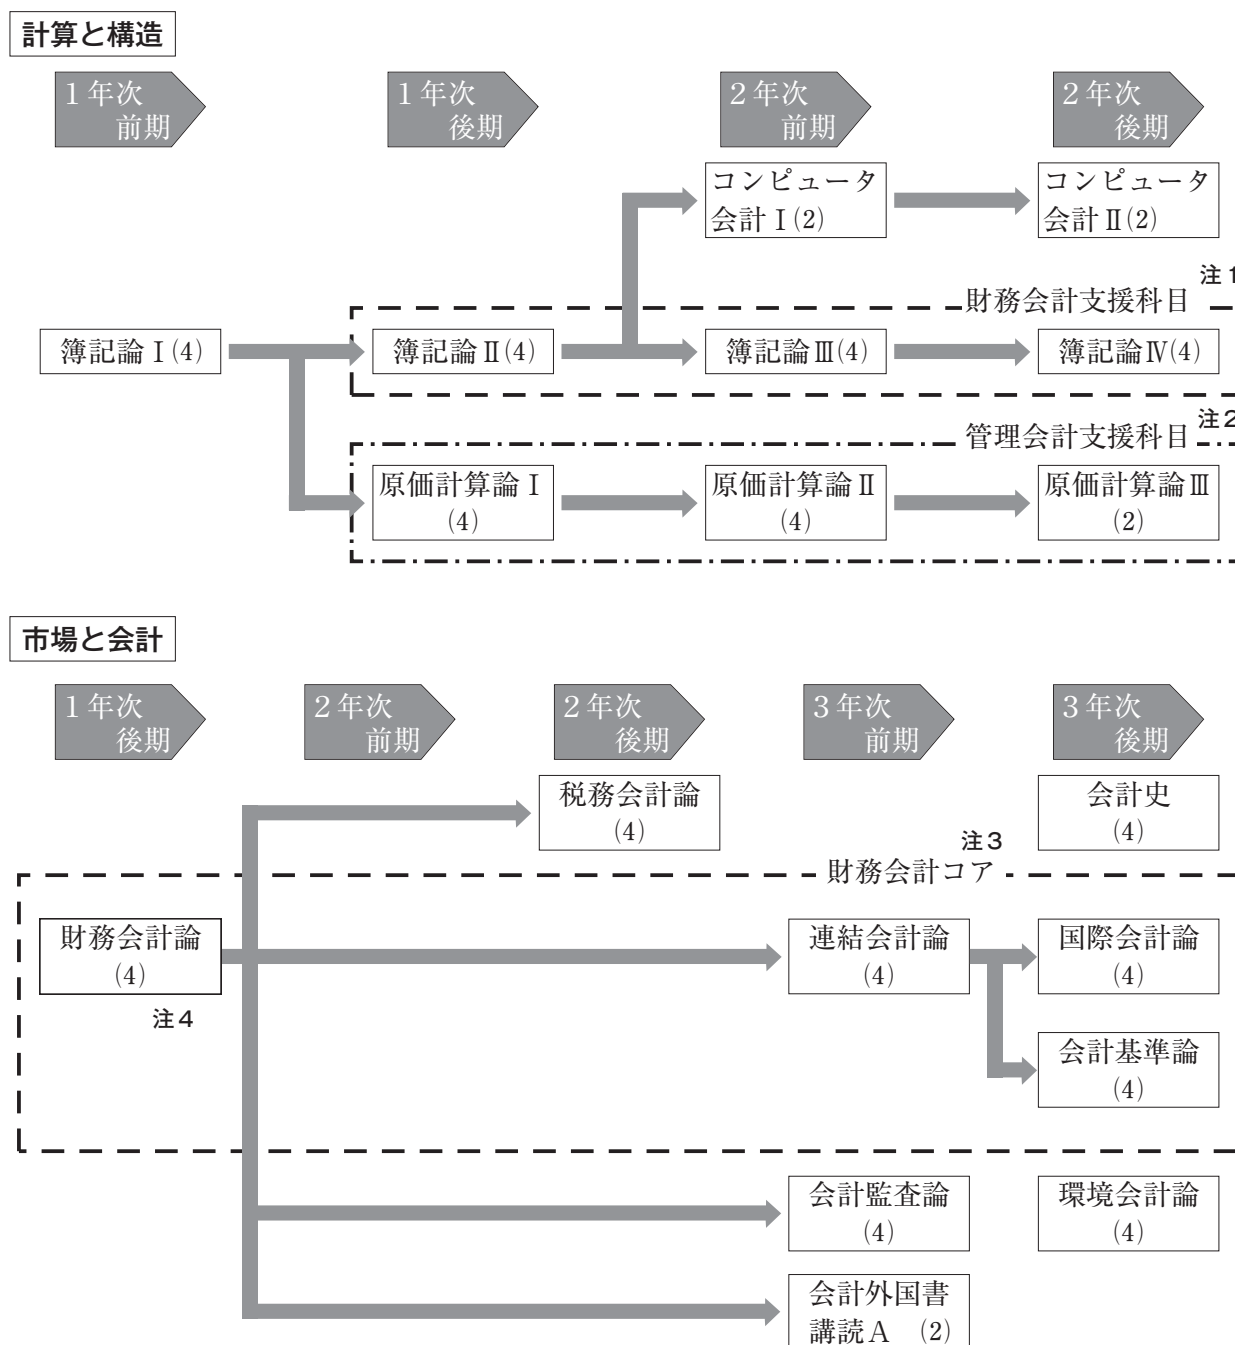 計算と構造
1年次
前期
1年次
後期
2年次
前期
2年次
後期
コンピュータ
会計Ⅰ(2)
コンピュータ
会計Ⅱ(2)
注1
財務会計支援科目
簿記論Ⅰ(4)
簿記論Ⅱ(4)
簿記論Ⅲ(4)
簿記論Ⅳ(4)
注2
管理会計支援科目
原価計算論Ⅰ
(4)
原価計算論Ⅱ
(4)
原価計算論Ⅲ
(2)
市場と会計
1年次
後期
2年次
前期
2年次
後期
3年次
前期
3年次
後期
税務会計論
(4)
会計史
(4)
注3
財務会計コア
財務会計論
(4)
注4
連結会計論
(4)
国際会計論
(4)
会計基準論
(4)
会計監査論
(4)
環境会計論
(4)
会計外国書
講読A (2)